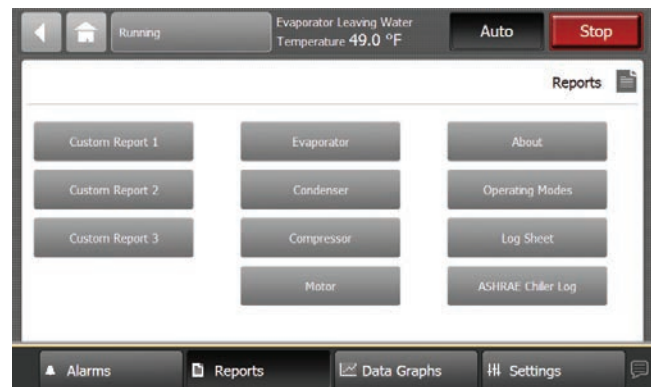 Running
Evaporator Leaving Water
Temperature 49.0 °F
Auto
Stop
Reports
Custom Report 1
Evaporator
About
Custom Report 2
Condenser
Operating Modes
Custom Report 3
Compressor
Log Sheet
Motor
ASHRAE Chiller Log
Alarms
Reports
Data Graphs
Settings